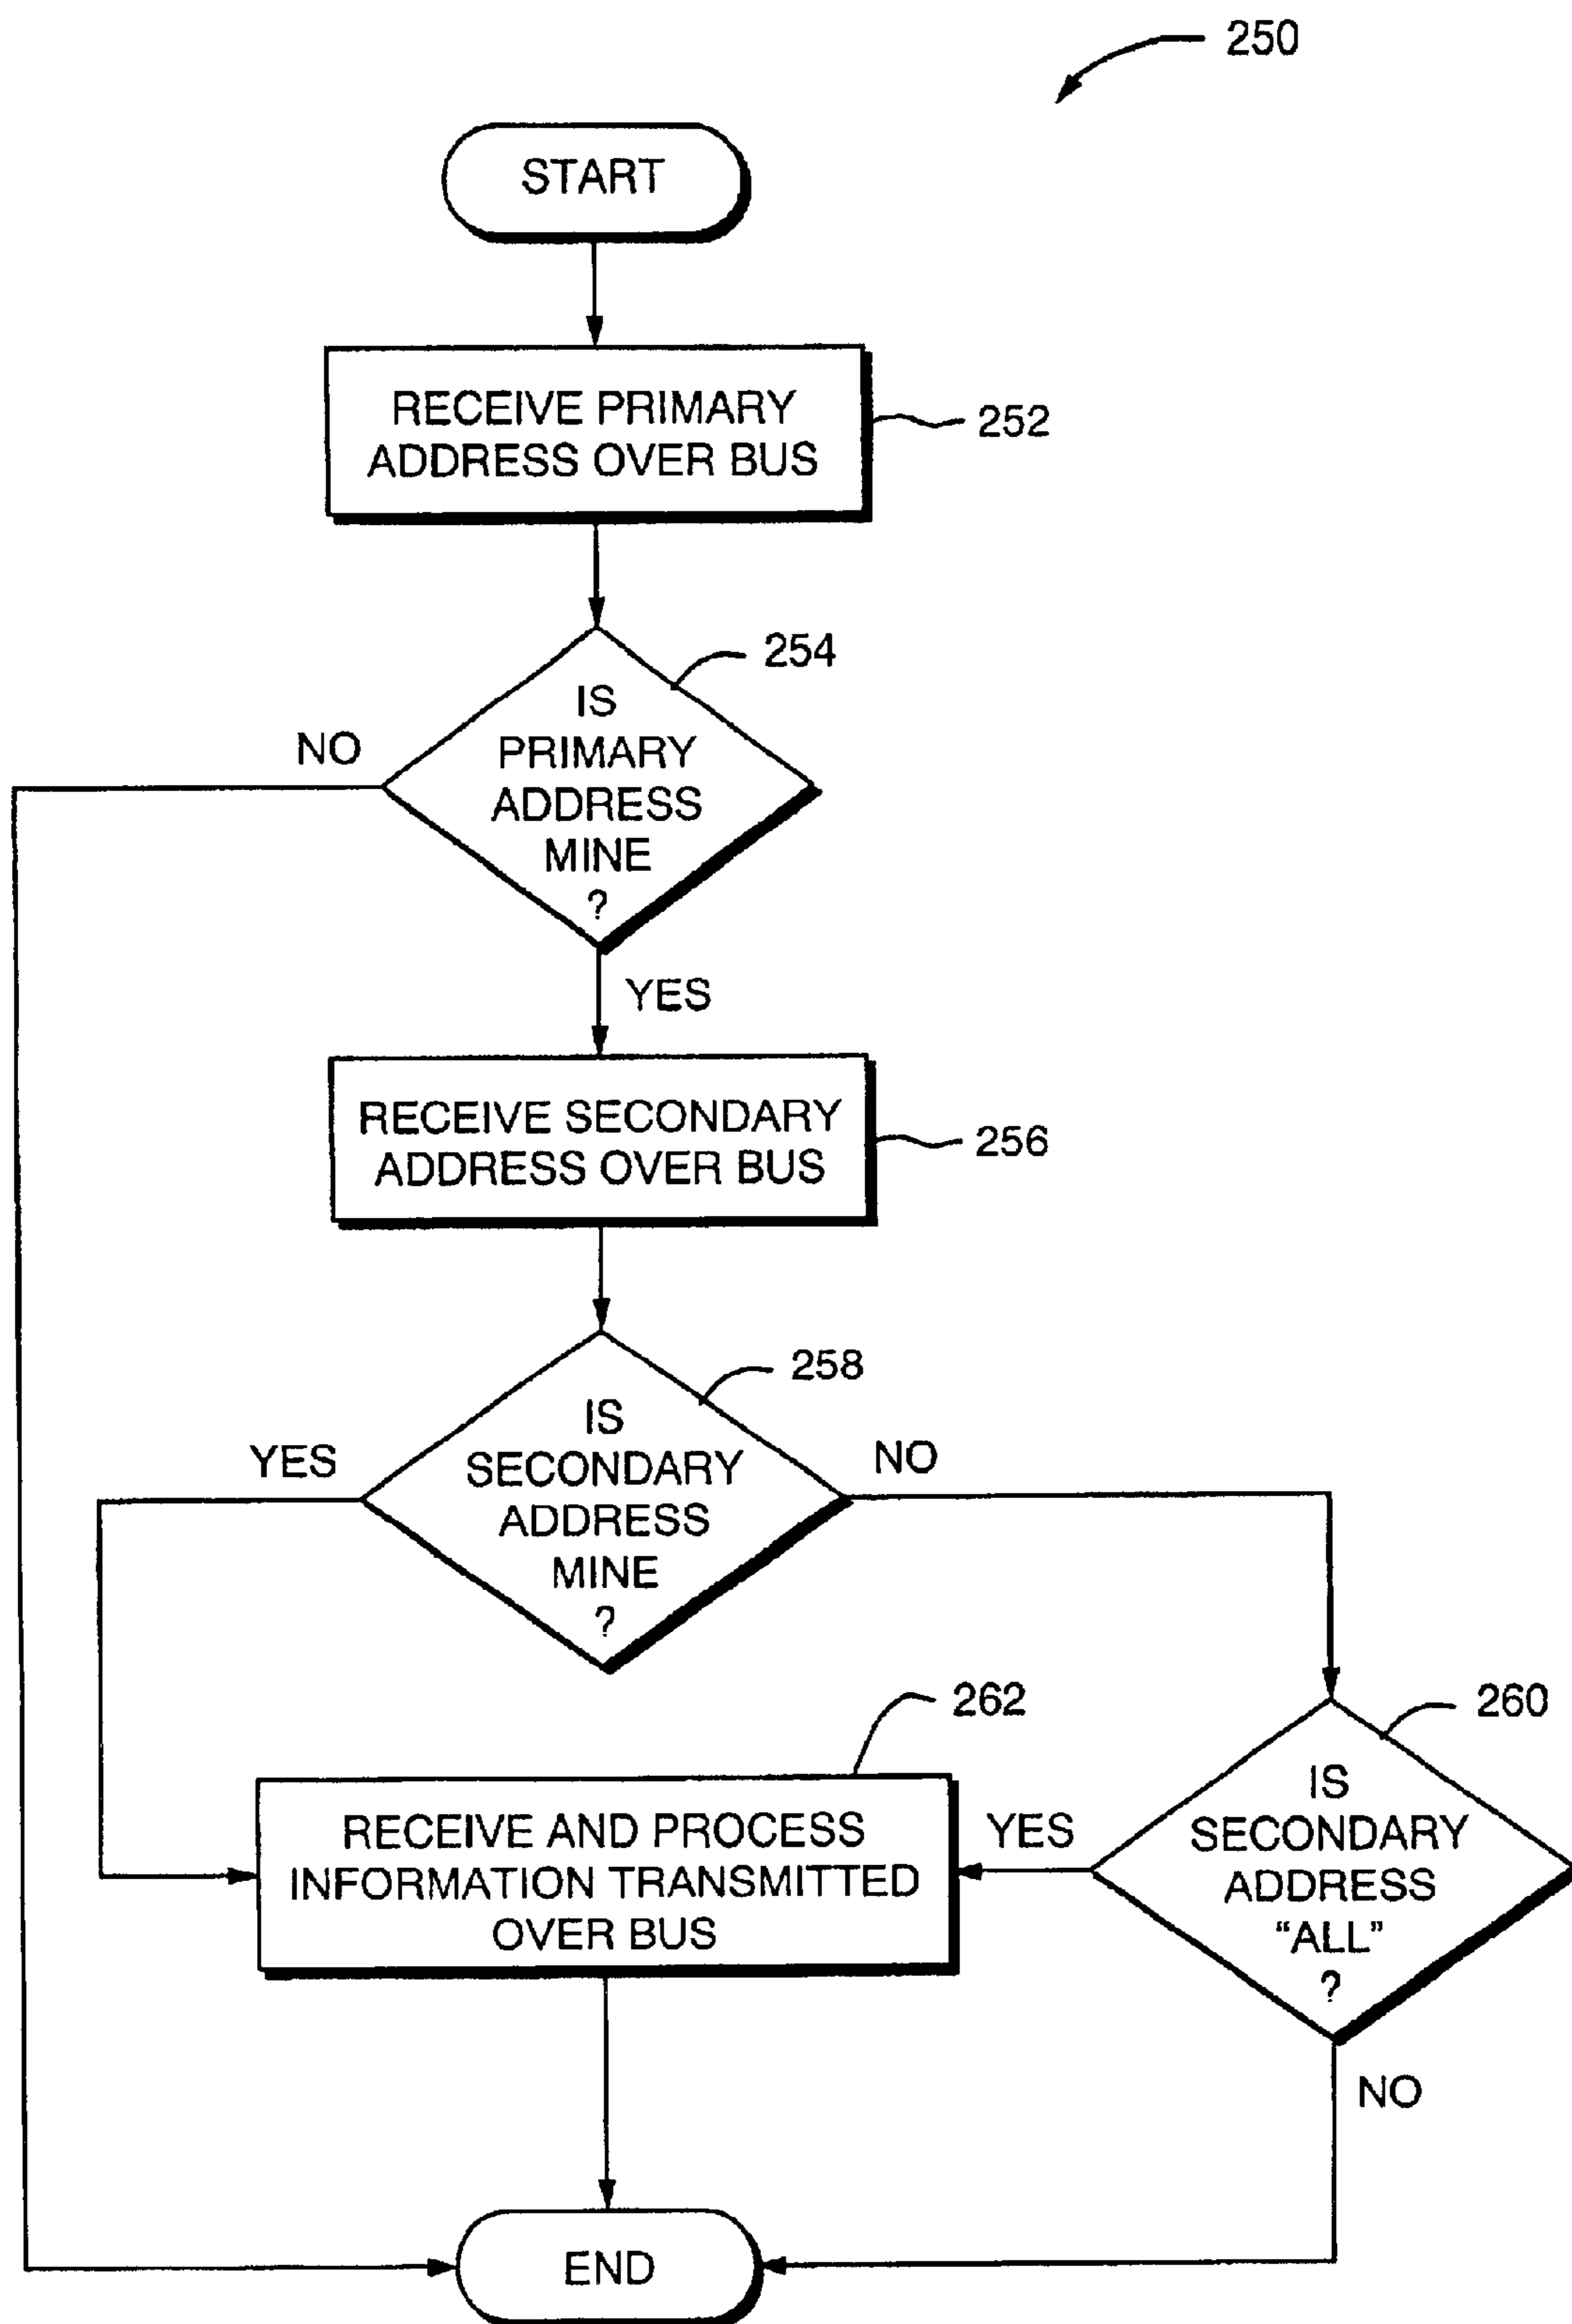 250
START
RECEIVE PRIMARY
ADDRESS OVER BUS
252
254
IS
PRIMARY
ADDRESS
MINE
?
NO
YES
RECEIVE SECONDARY
ADDRESS OVER BUS
256
258
IS
SECONDARY
ADDRESS
MINE
?
YES
NO
262
260
RECEIVE AND PROCESS
INFORMATION TRANSMITTED
OVER BUS
YES
IS
SECONDARY
ADDRESS
“ALL”
?
NO
END